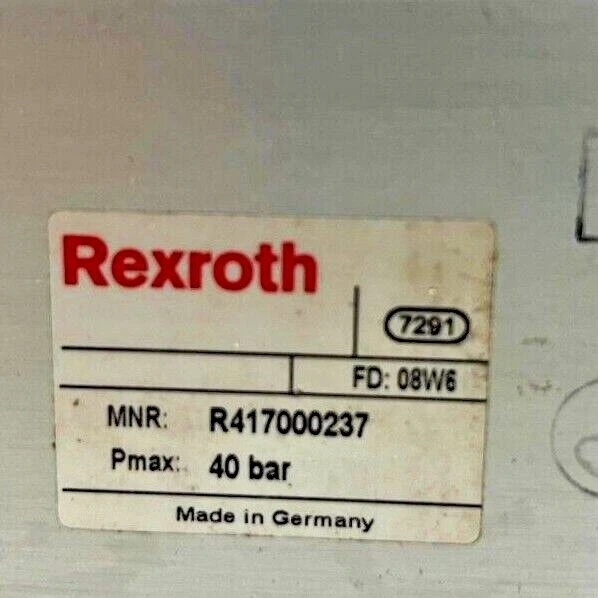 Rexroth
7291
FD: 08W6
MNR: R417000237
Pmax: 40 bar
Made in Germany